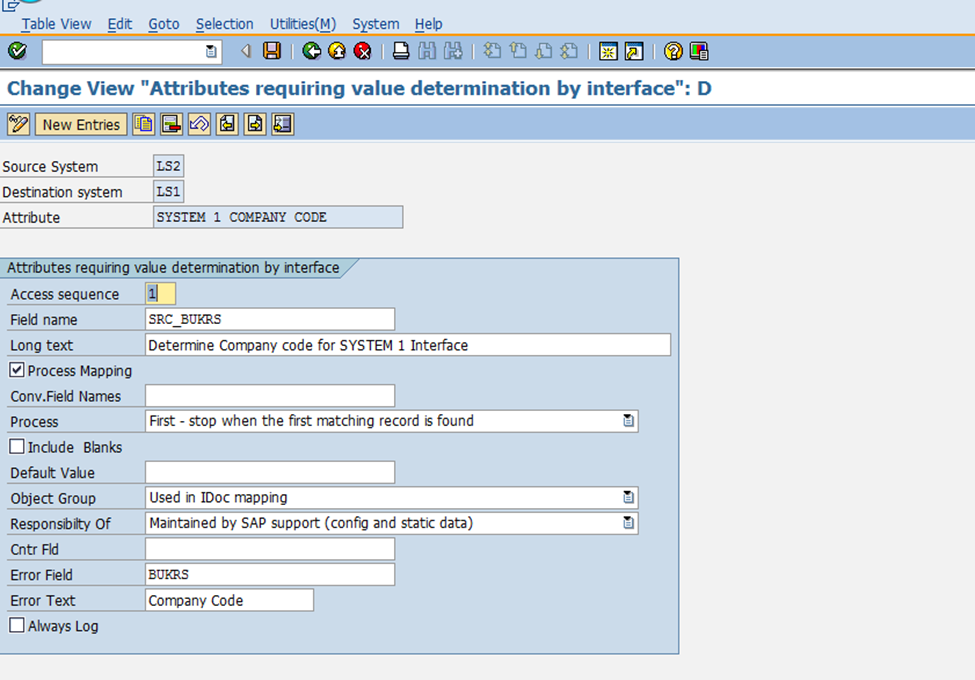 Table View Edit Goto Selection Utilities(M) System Help
Change View "Attributes requiring value determination by interface": D
New Entries
Source System LS2
Destination system LS1
Attribute SYSTEM 1 COMPANY CODE
Attributes requiring value determination by interface
Access sequence 1
Field name SRC_BUKRS
Long text Determine Company code for SYSTEM 1 Interface
Process Mapping
Conv.Field Names
Process First - stop when the first matching record is found
Include Blanks
Default Value
Object Group Used in IDoc mapping
Responsibilty Of Maintained by SAP support (config and static data)
Cntr Fld
Error Field BUKRS
Error Text Company Code
Always Log